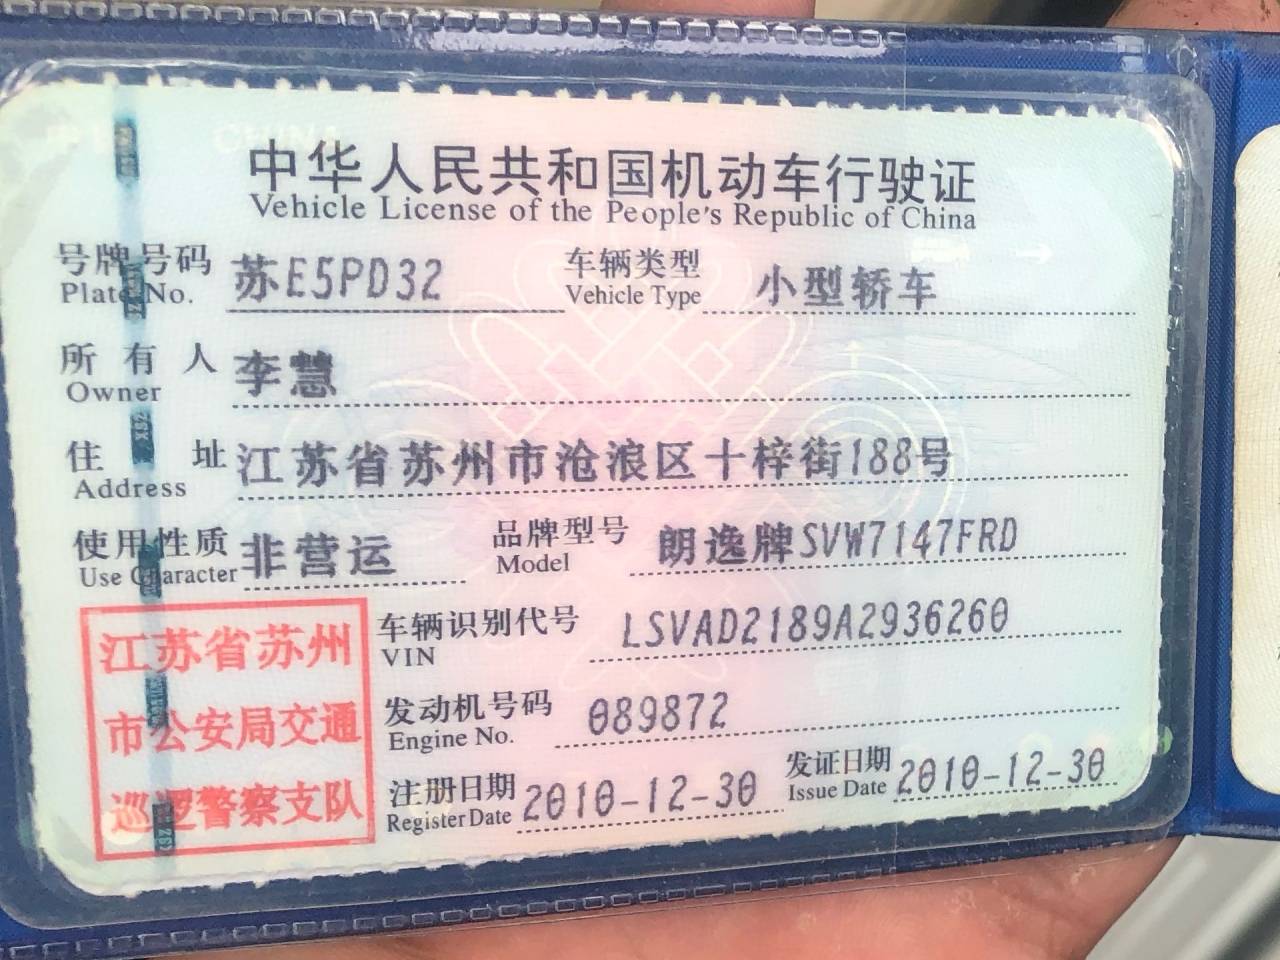 中华人民共和国机动车行驶证
Vehicle License of the People's Republic of China
号牌号码 苏E5PD32 车辆类型 小型轿车
Plate No. Vehicle Type
所有人 李慧
Owner
住址 江苏省苏州市沧浪区十梓街188号
Address
使用性质 非营运 品牌型号 朗逸牌SVW7147FRD
Use Character Model
车辆识别代号 LSVAD2189A2936260
VIN
发动机号码 089872
Engine No.
注册日期 2010-12-30 发证日期 2010-12-30
Register Date Issue Date
江苏省苏州
市公安局交通
巡逻警察支队